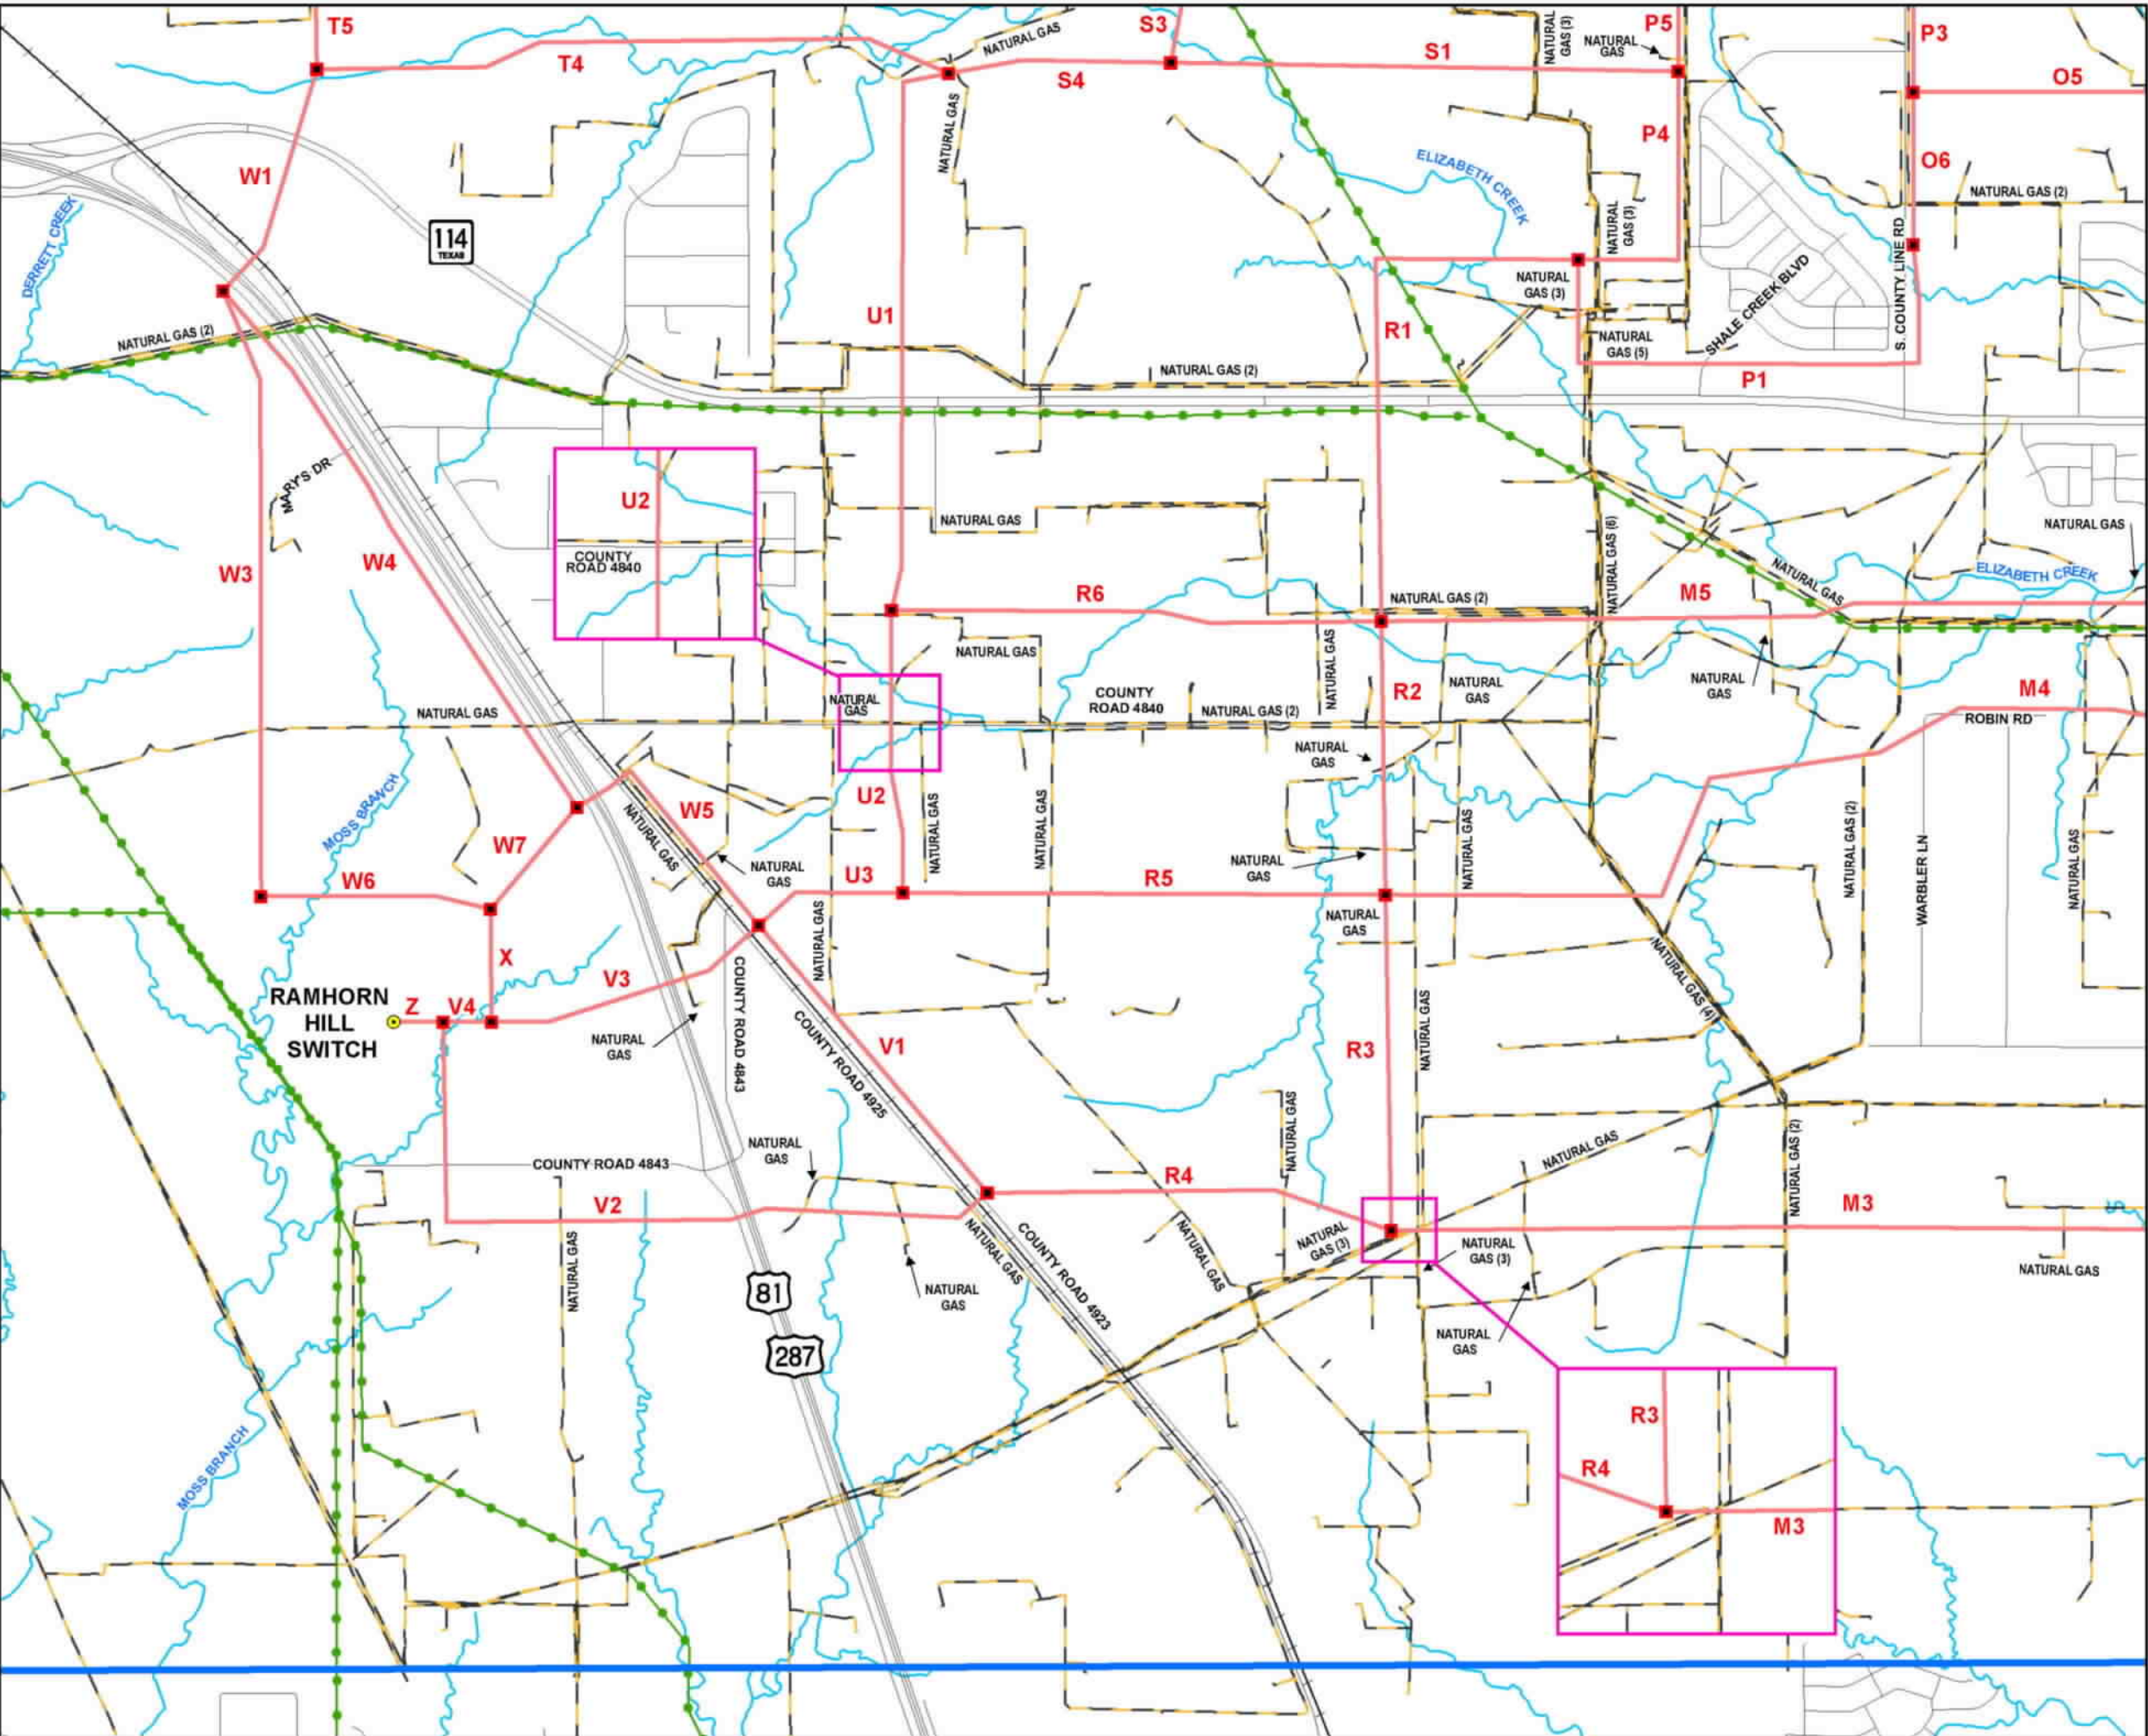 T5
T4
NATURAL GAS
S3
S4
S1
NATURAL
GAS (3)
NATURAL
GAS
P5
P3
O5
P4
O6
W1
NATURAL GAS
ELIZABETH CREEK
NATURAL GAS (2)
DERRETT CREEK
114
TEXAS
NATURAL
GAS (3)
S. COUNTY LINE RD
SHALE CREEK BLVD
NATURAL
GAS (3)
NATURAL GAS (2)
U1
R1
NATURAL
GAS (5)
NATURAL GAS (2)
P1
MARY'S DR
U2
NATURAL GAS
NATURAL GAS (6)
NATURAL GAS
COUNTY
ROAD 4840
W3
W4
R6
NATURAL GAS (2)
M5
NATURAL GAS
ELIZABETH CREEK
NATURAL GAS
NATURAL GAS
NATURAL
GAS
R2
NATURAL
GAS
M4
NATURAL
GAS
COUNTY
ROAD 4840
NATURAL GAS (2)
NATURAL GAS
ROBIN RD
NATURAL
GAS
MOSS BRANCH
U2
W5
NATURAL GAS
NATURAL GAS
NATURAL GAS
NATURAL GAS
NATURAL GAS (2)
WARBLER LN
NATURAL GAS
W7
NATURAL
GAS
NATURAL
GAS
W6
U3
R5
NATURAL
GAS
NATURAL GAS
X
V3
COUNTY ROAD 4843
NATURAL GAS (4)
RAMHORN
HILL
SWITCH
Z
V4
NATURAL
GAS
COUNTY ROAD 4925
V1
R3
NATURAL GAS
COUNTY ROAD 4843
NATURAL
GAS
NATURAL GAS
NATURAL GAS
NATURAL GAS (2)
V2
R4
M3
NATURAL GAS
NATURAL GAS
COUNTY ROAD 4923
NATURAL GAS
NATURAL
GAS (3)
NATURAL
GAS (3)
NATURAL GAS
81
NATURAL
GAS
287
NATURAL
GAS
R3
R4
M3
MOSS BRANCH